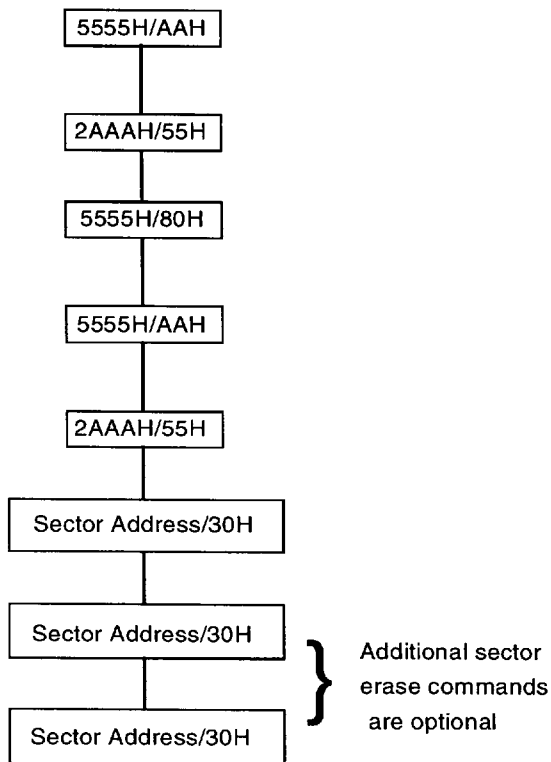 5555H/AAH
2AAAH/55H
5555H/80H
5555H/AAH
2AAAH/55H
Sector Address/30H
Sector Address/30H
Sector Address/30H
Additional sector
erase commands
are optional